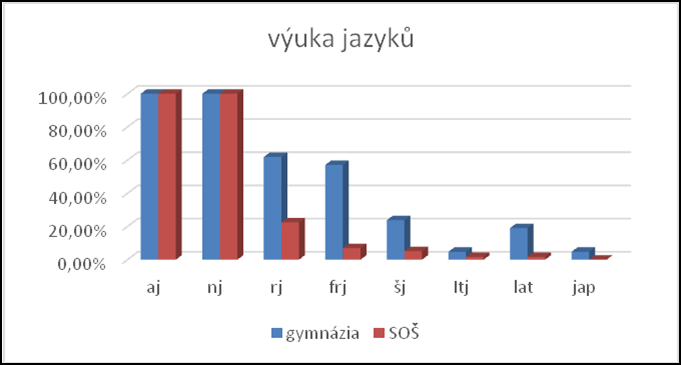 výuka jazyků
100,00%
80,00%
60,00%
40,00%
20,00%
0,00%
aj nj rj frj šj ltj lat jap
gymnázia SOŠ